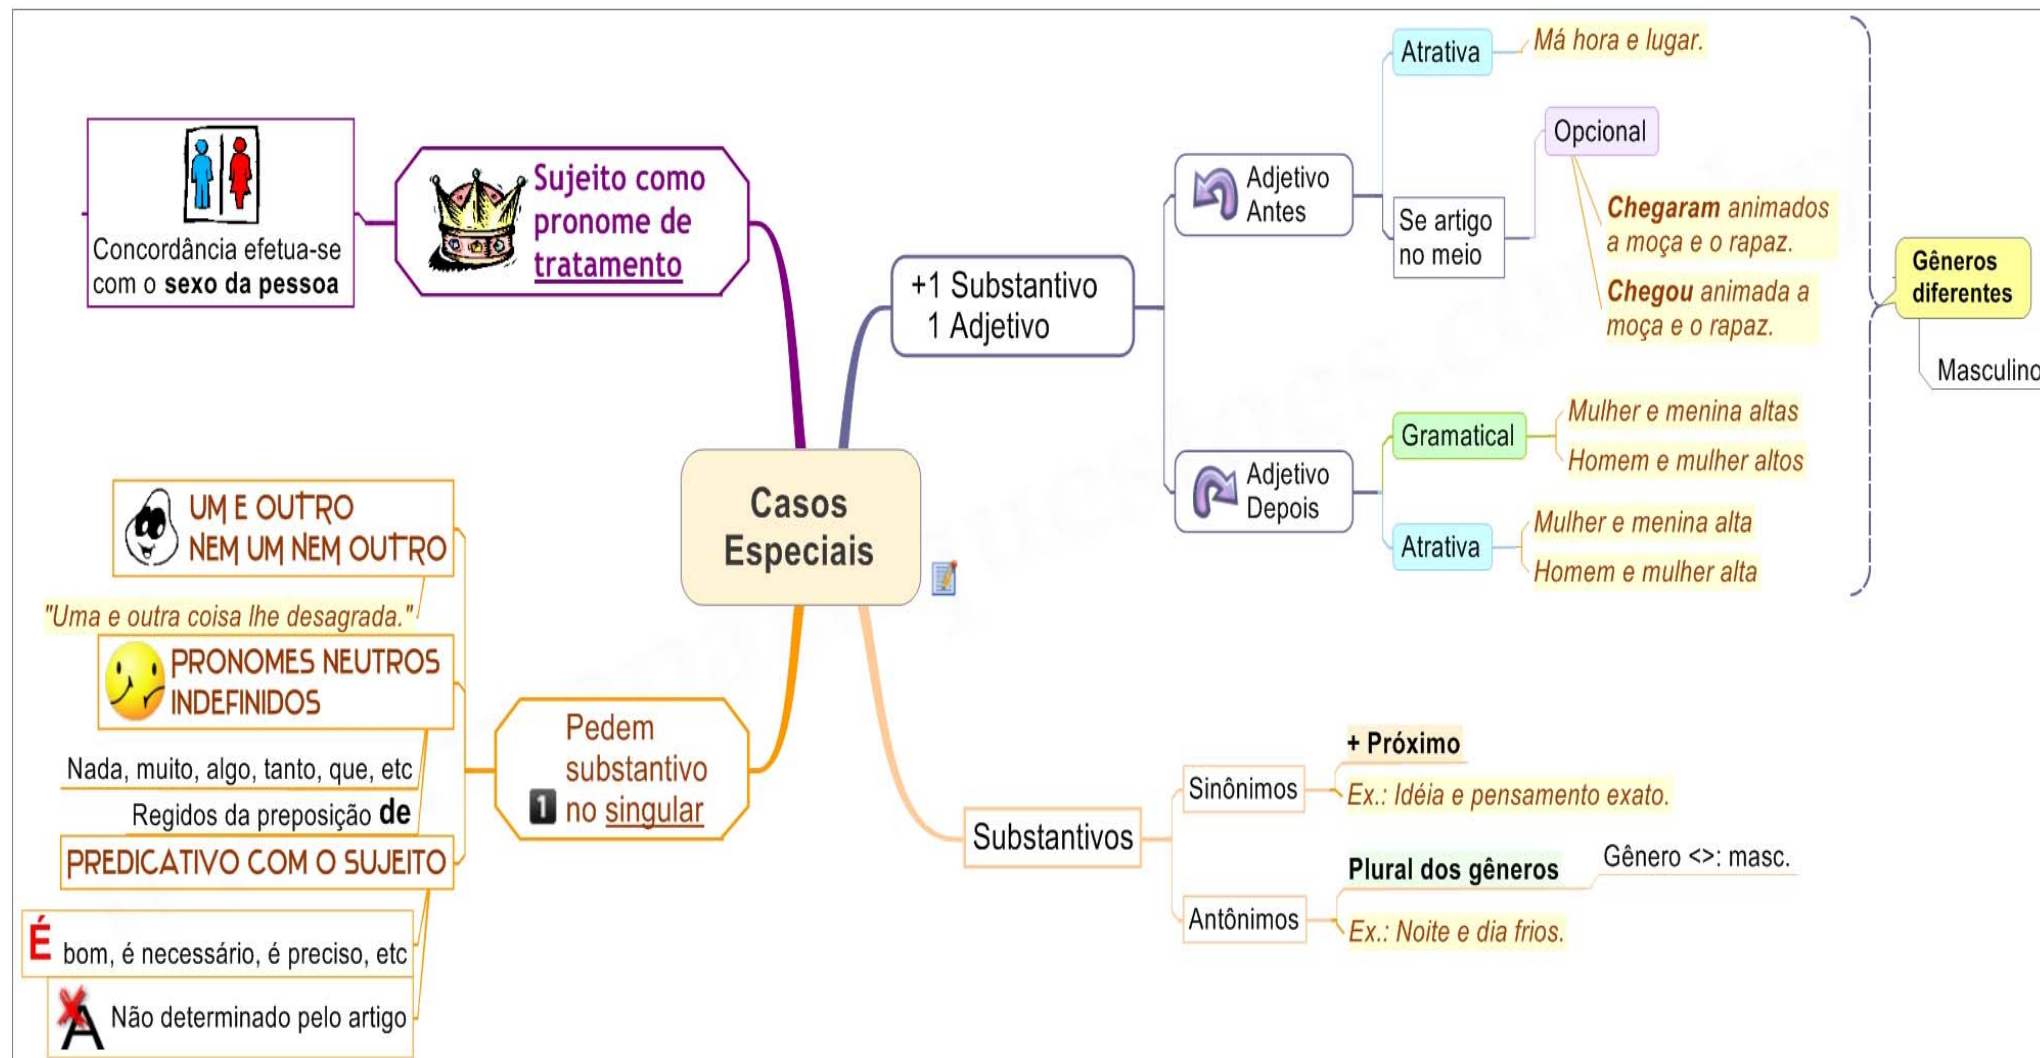 Casos
Especiais
Sujeito como
pronome de
tratamento
Concordância efetua-se
com o sexo da pessoa
+1 Substantivo
1 Adjetivo
Adjetivo
Antes
Atrativa
Má hora e lugar.
Se artigo
no meio
Opcional
Chegaram animados
a moça e o rapaz.
Chegou animada a
moça e o rapaz.
Adjetivo
Depois
Gramatical
Mulher e menina altas
Homem e mulher altos
Atrativa
Mulher e menina alta
Homem e mulher alta
Gêneros
diferentes
Masculino
UM E OUTRO
NEM UM NEM OUTRO
"Uma e outra coisa lhe desagrada."
PRONOMES NEUTROS
INDEFINIDOS
Nada, muito, algo, tanto, que, etc
Regidos da preposição de
PREDICATIVO COM O SUJEITO
É bom, é necessário, é preciso, etc
A Não determinado pelo artigo
Pedem
substantivo
1 no singular
Substantivos
Sinônimos
+ Próximo
Ex.: Idéia e pensamento exato.
Antônimos
Plural dos gêneros
Gênero <>: masc.
Ex.: Noite e dia frios.